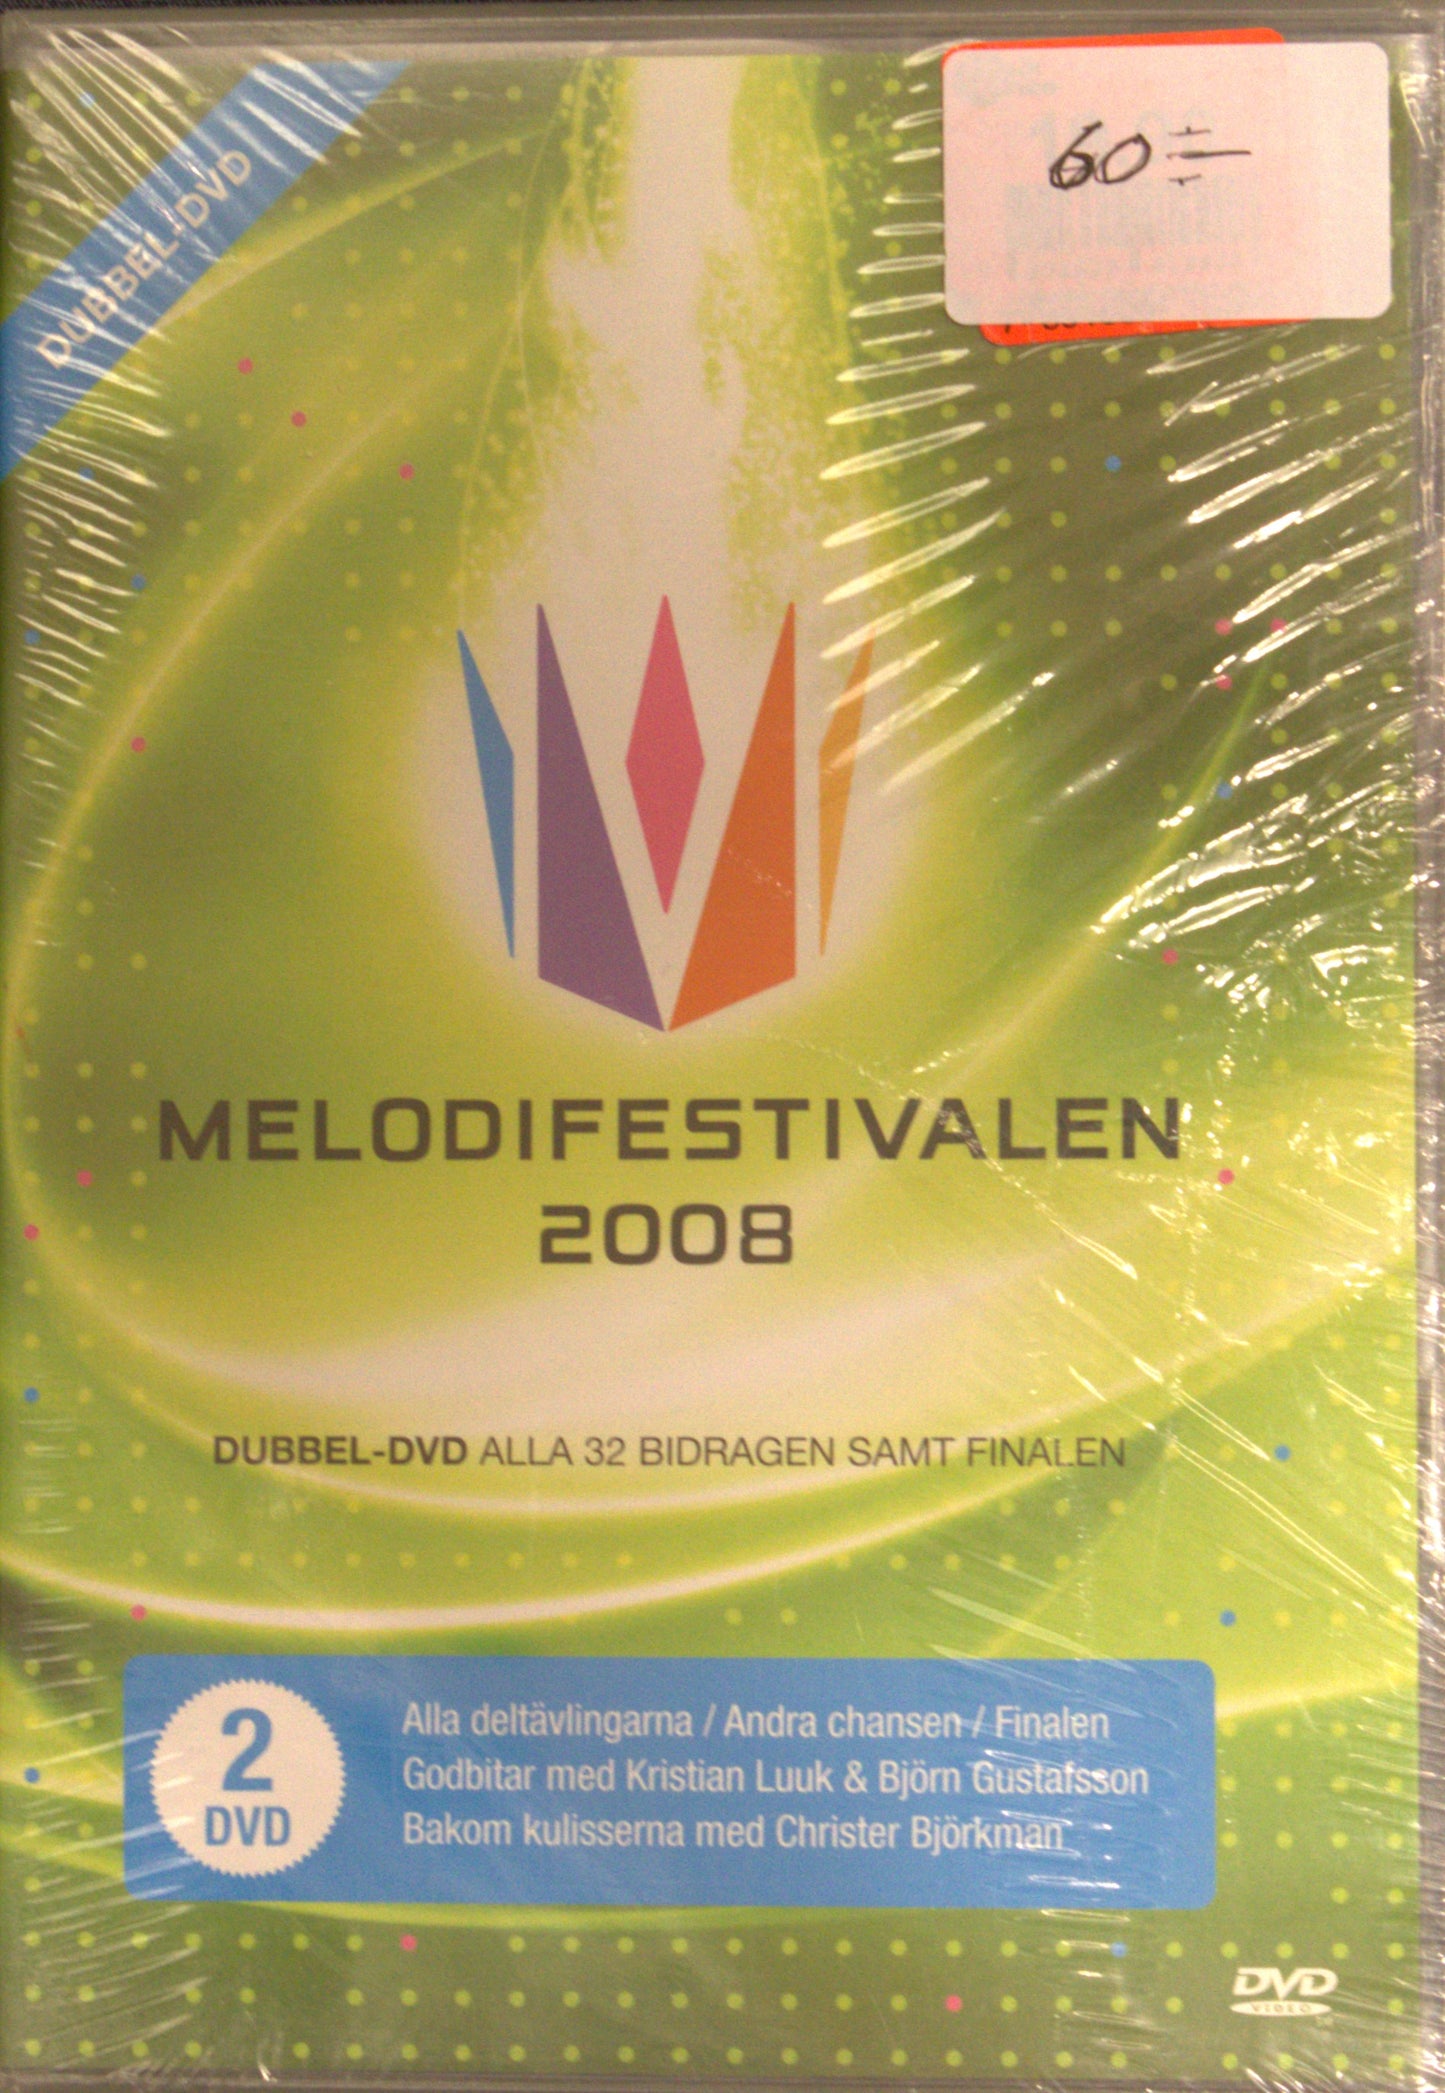 DUBBEL-DVD
60:-
MELODIFESTIVALEN
2008
DUBBEL-DVD ALLA 32 BIDRAGEN SAMT FINALEN
2
DVD
Alla deltävlingarna / Andra chansen / Finalen
Godbitar med Kristian Luuk & Björn Gustafsson
Bakom kulisserna med Christer Björkman
DVD
VIDEO